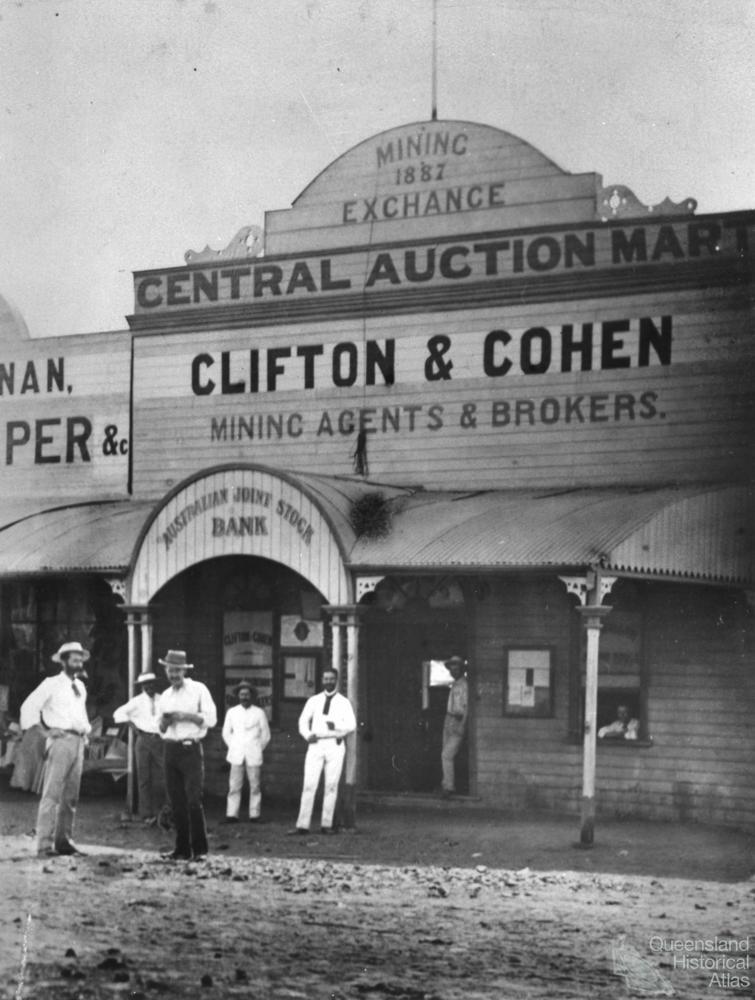 MINING
1887
EXCHANGE
CENTRAL AUCTION MART
CLIFTON & COHEN
MINING AGENTS & BROKERS.
NAN,
PER &c
AUSTRALIAN JOINT STOCK
BANK
CLIFTON & COHEN
Queensland
Historical
Atlas